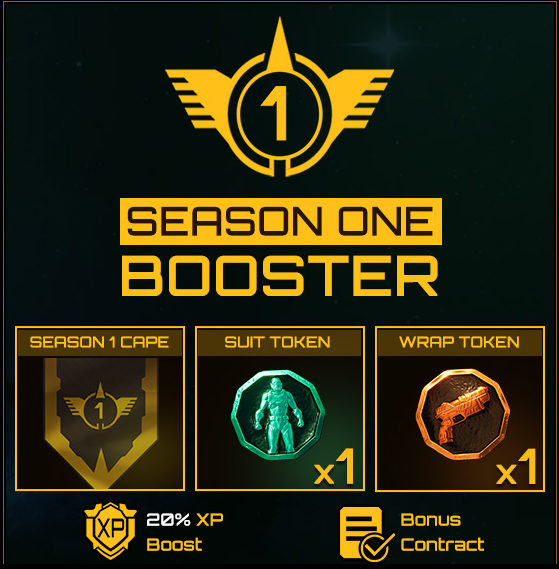 1
SEASON ONE
BOOSTER
SEASON 1 CAPE
SUIT TOKEN
WRAP TOKEN
1
x1
x1
XP
20% XP
Boost
Bonus
Contract